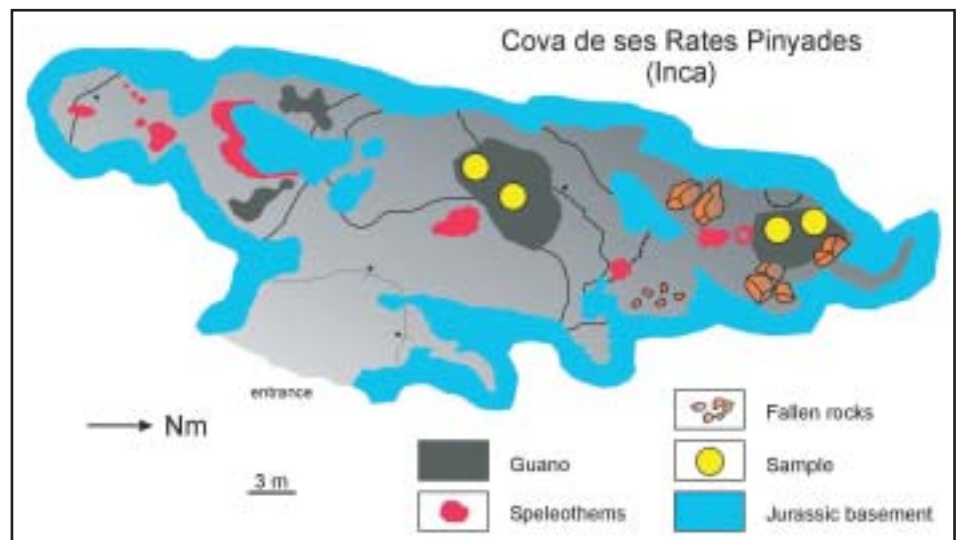 Cova de ses Rates Pinyades
(Inca)
entrance
Nm
3 m
Guano
Speleothems
Fallen rocks
Sample
Jurassic basement